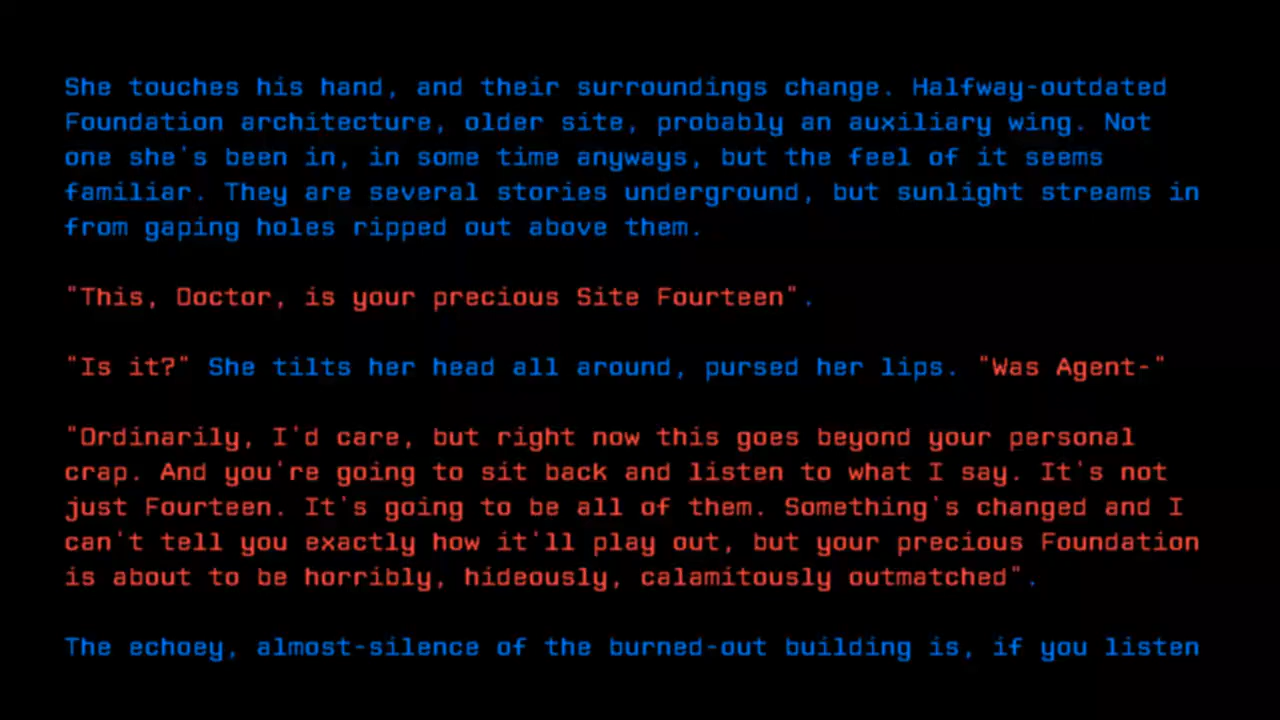 She touches his hand, and their surroundings change. Halfway-outdated
Foundation architecture, older site, probably an auxiliary wing. Not
one she's been in, in some time anyways, but the feel of it seems
familiar. They are several stories underground, but sunlight streams in
from gaping holes ripped out above them.
"This, Doctor, is your precious Site Fourteen".
"Is it?" She tilts her head all around, pursed her lips. "Was Agent-"
"Ordinarily, I'd care, but right now this goes beyond your personal
crap. And you're going to sit back and listen to what I say. It's not
just Fourteen. It's going to be all of them. Something's changed and I
can't tell you exactly how it'll play out, but your precious Foundation
is about to be horribly, hideously, calamitously outmatched".
The echoey, almost-silence of the burned-out building is, if you listen